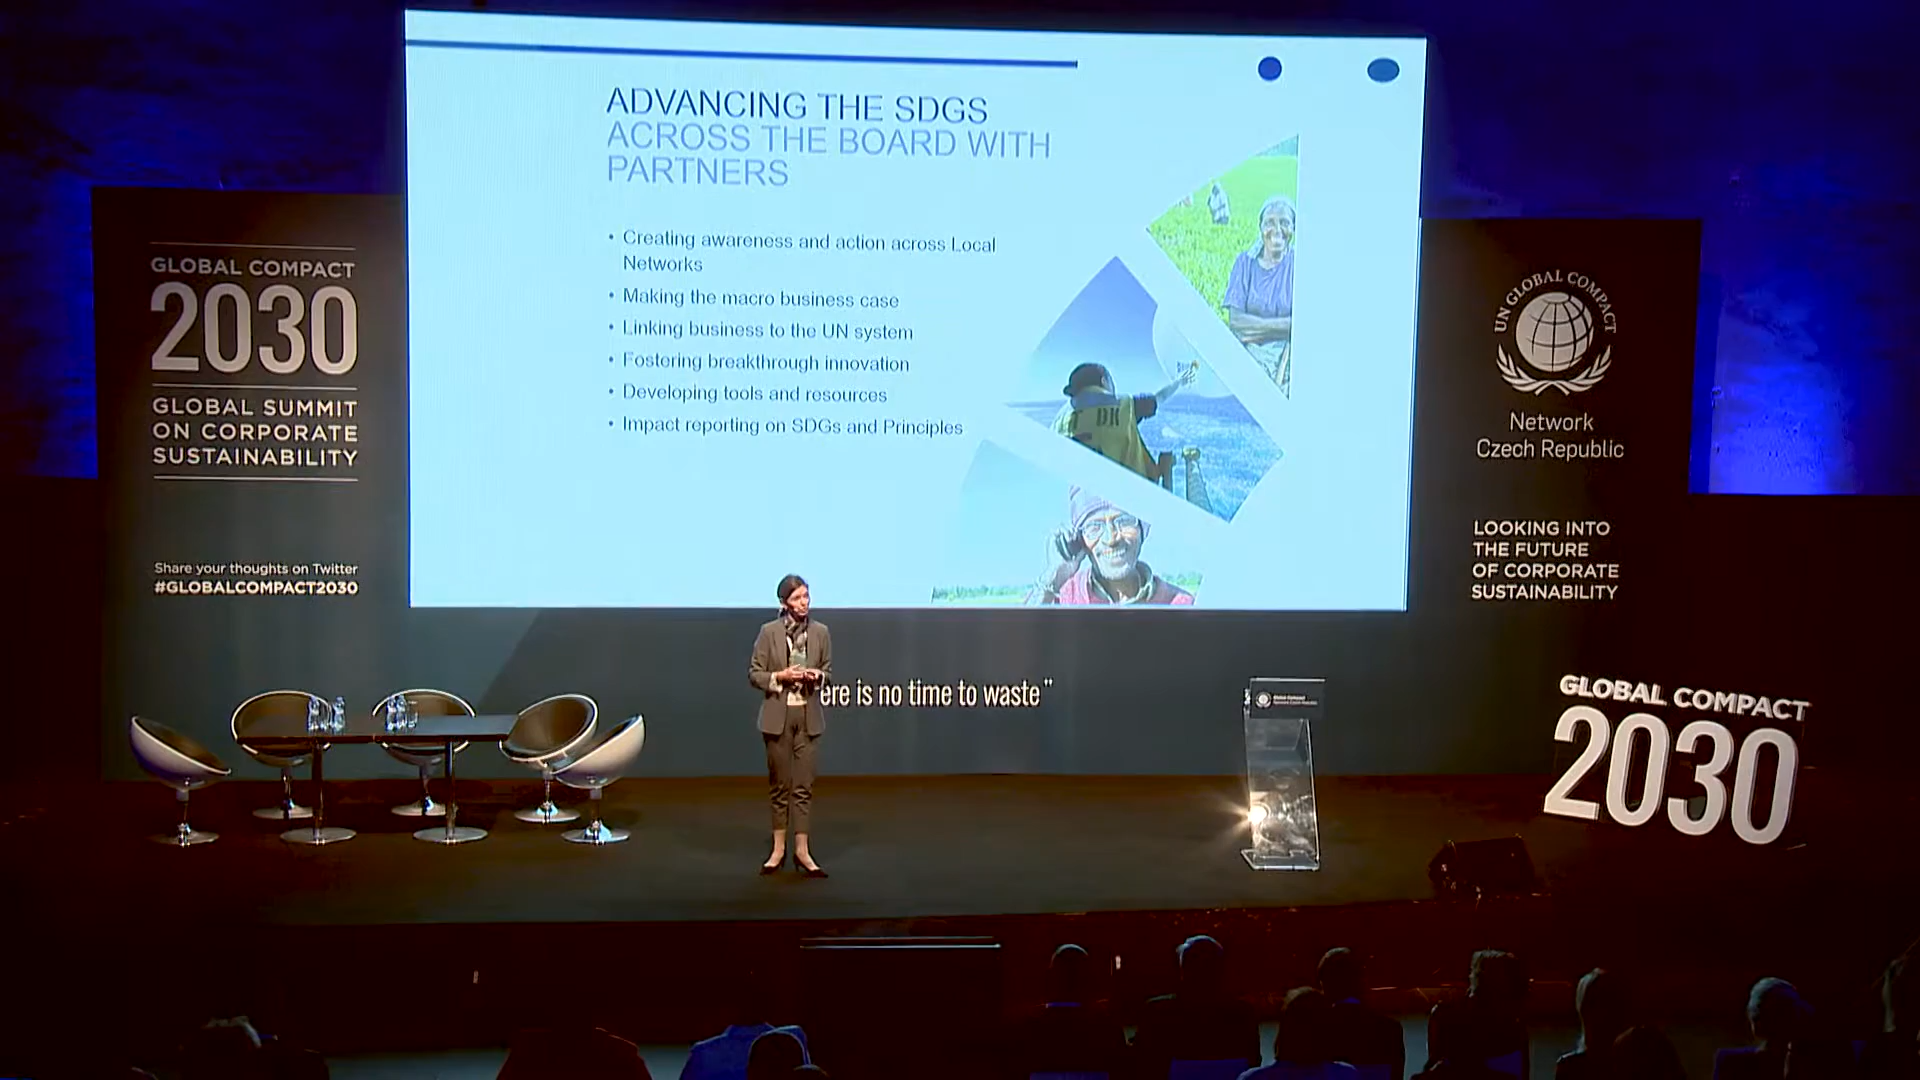 ADVANCING THE SDGS
ACROSS THE BOARD WITH
PARTNERS
• Creating awareness and action across Local
Networks
• Making the macro business case
• Linking business to the UN system
• Fostering breakthrough innovation
• Developing tools and resources
• Impact reporting on SDGs and Principles
GLOBAL COMPACT
2030
GLOBAL SUMMIT
ON CORPORATE
SUSTAINABILITY
Share your thoughts on Twitter
#GLOBALCOMPACT2030
UN GLOBAL COMPACT
Network
Czech Republic
LOOKING INTO
THE FUTURE
OF CORPORATE
SUSTAINABILITY
ere is no time to waste"
GLOBAL COMPACT
2030